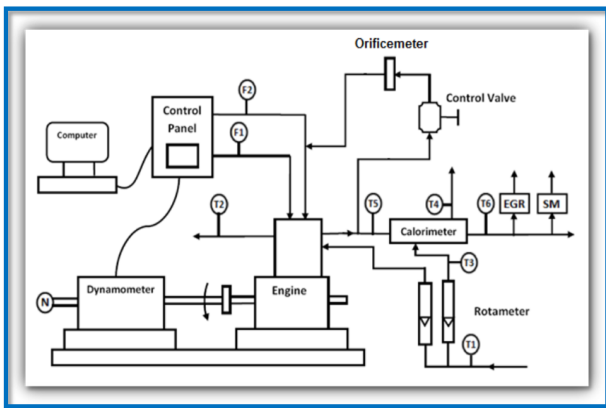 Orificemeter
F2
Control
Panel
Control Valve
Computer
F1
T2
T5
T4
T6
EGR
SM
Calorimeter
T3
N
Dynamometer
Engine
Rotameter
T1